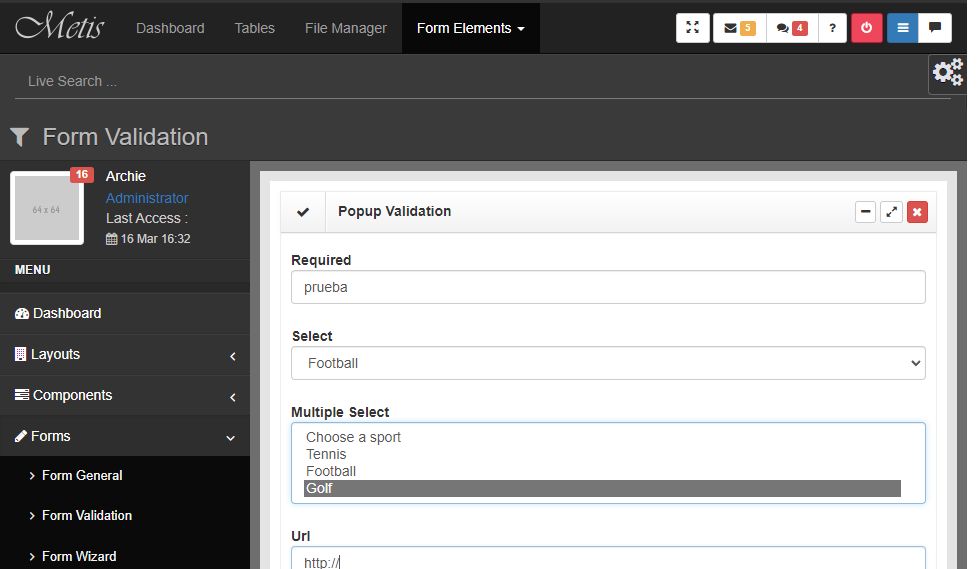 Metis Dashboard Tables File Manager Form Elements 5 4 ?
Live Search ...
Form Validation
64 x 64
16
Archie
Administrator
Last Access :
16 Mar 16:32
MENU
Dashboard
Layouts
Components
Forms
Form General
Form Validation
Form Wizard
Popup Validation
Required
prueba
Select
Football
Multiple Select
Choose a sport
Tennis
Football
Golf
Url
http://